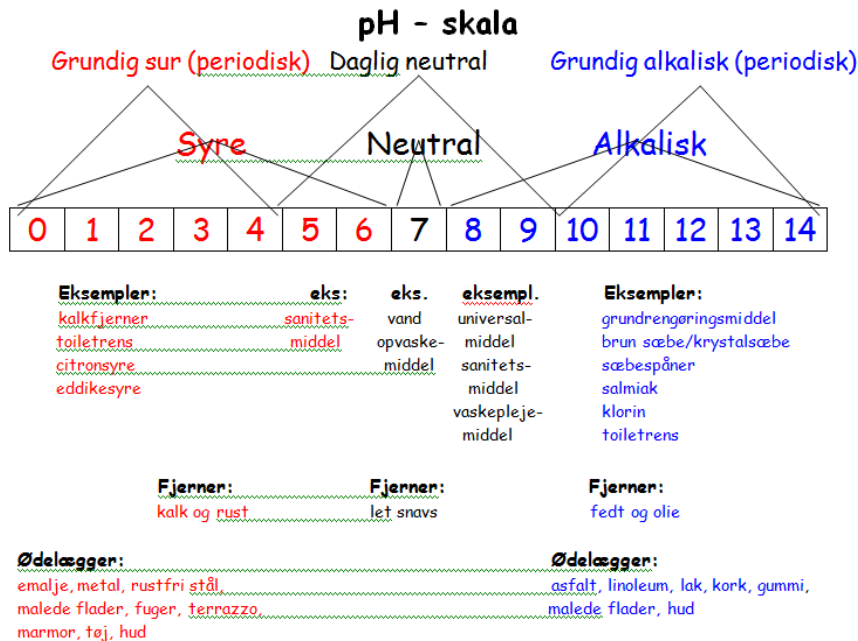 pH - skala
Grundig sur (periodisk) Daglig neutral Grundig alkalisk (periodisk)
Syre Neutral Alkalisk
0 1 2 3 4 5 6 7 8 9 10 11 12 13 14
Eksempler: eks: eks. eksempl. Eksempler:
kalkfjerner sanitets- vand universal- grundrengøringsmiddel
toiletrens middel opvaske- middel brun sæbe/krystalsæbe
citronsyre middel sanitets- sæbespåner
eddikesyre middel salmiak
vaskepleje- klorin
middel toiletrens
Fjerner: Fjerner: Fjerner:
kalk og rust let snavs fedt og olie
Ødelægger: Ødelægger:
emalje, metal, rustfri stål, asfalt, linoleum, lak, kork, gummi,
malede flader, fuger, terrazzo, malede flader, hud
marmor, tøj, hud